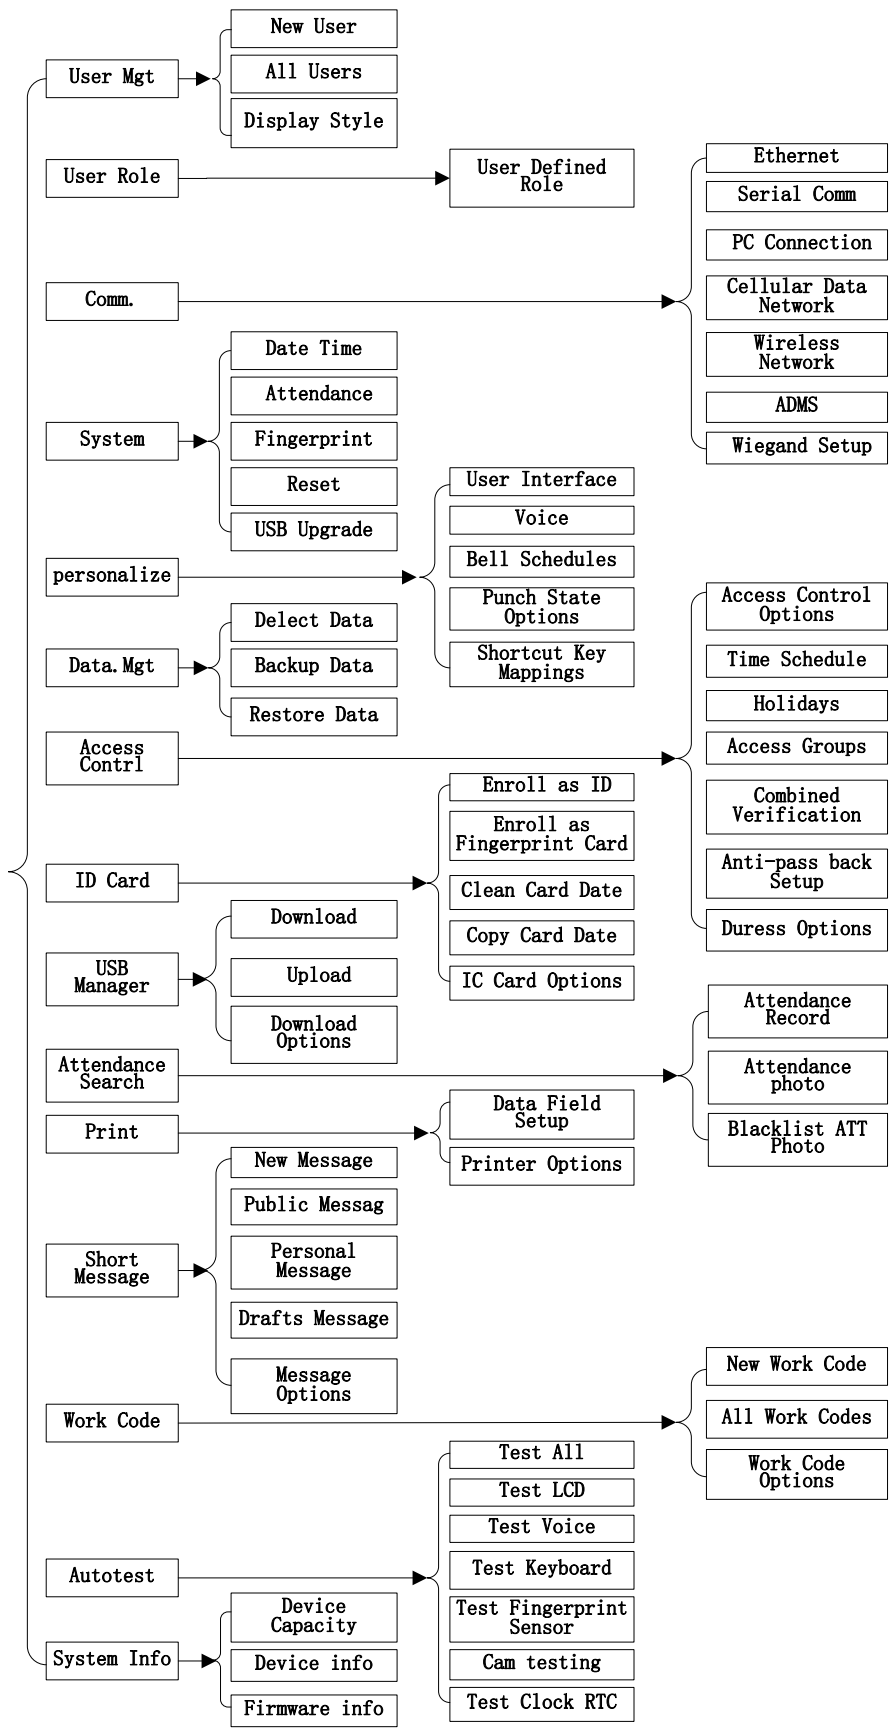 User Mgt
New User
All Users
Display Style
User Role
User Defined
Role
Comm.
Ethernet
Serial Comm
PC Connection
Cellular Data
Network
Wireless
Network
ADMS
Wiegand Setup
System
Date Time
Attendance
Fingerprint
Reset
USB Upgrade
personalize
User Interface
Voice
Bell Schedules
Punch State
Options
Shortcut Key
Mappings
Data.Mgt
Delect Data
Backup Data
Restore Data
Access
Contrl
Access Control
Options
Time Schedule
Holidays
Access Groups
Combined
Verification
Anti-pass back
Setup
Duress Options
ID Card
Enroll as ID
Enroll as
Fingerprint Card
Clean Card Date
Copy Card Date
IC Card Options
USB
Manager
Download
Upload
Download
Options
Attendance
Search
Attendance
Record
Attendance
photo
Blacklist ATT
Photo
Print
Data Field
Setup
Printer Options
Short
Message
New Message
Public Messag
Personal
Message
Drafts Message
Message
Options
Work Code
New Work Code
All Work Codes
Work Code
Options
Autotest
Test All
Test LCD
Test Voice
Test Keyboard
Test Fingerprint
Sensor
Cam testing
Test Clock RTC
System Info
Device
Capacity
Device info
Firmware info